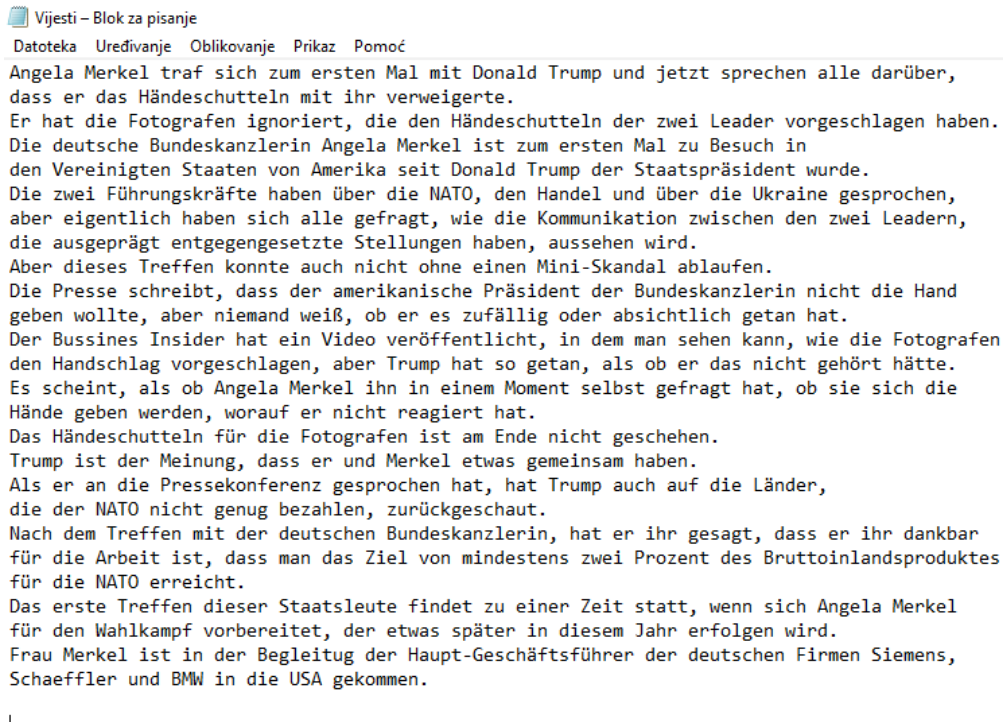 Vijesti – Blok za pisanje
Datoteka Uređivanje Oblikovanje Prikaz Pomoć
Angela Merkel traf sich zum ersten Mal mit Donald Trump und jetzt sprechen alle darüber,
dass er das Händeschutteln mit ihr verweigerte.
Er hat die Fotografen ignoriert, die den Händeschutteln der zwei Leader vorgeschlagen haben.
Die deutsche Bundeskanzlerin Angela Merkel ist zum ersten Mal zu Besuch in
den Vereinigten Staaten von Amerika seit Donald Trump der Staatspräsident wurde.
Die zwei Führungskräfte haben über die NATO, den Handel und über die Ukraine gesprochen,
aber eigentlich haben sich alle gefragt, wie die Kommunikation zwischen den zwei Leadern,
die ausgeprägt entgegengesetzte Stellungen haben, aussehen wird.
Aber dieses Treffen konnte auch nicht ohne einen Mini-Skandal ablaufen.
Die Presse schreibt, dass der amerikanische Präsident der Bundeskanzlerin nicht die Hand
geben wollte, aber niemand weiß, ob er es zufällig oder absichtlich getan hat.
Der Bussines Insider hat ein Video veröffentlicht, in dem man sehen kann, wie die Fotografen
den Handschlag vorgeschlagen, aber Trump hat so getan, als ob er das nicht gehört hätte.
Es scheint, als ob Angela Merkel ihn in einem Moment selbst gefragt hat, ob sie sich die
Hände geben werden, worauf er nicht reagiert hat.
Das Händeschutteln für die Fotografen ist am Ende nicht geschehen.
Trump ist der Meinung, dass er und Merkel etwas gemeinsam haben.
Als er an die Pressekonferenz gesprochen hat, hat Trump auch auf die Länder,
die der NATO nicht genug bezahlen, zurückgeschaut.
Nach dem Treffen mit der deutschen Bundeskanzlerin, hat er ihr gesagt, dass er ihr dankbar
für die Arbeit ist, dass man das Ziel von mindestens zwei Prozent des Bruttoinlandsproduktes
für die NATO erreicht.
Das erste Treffen dieser Staatsleute findet zu einer Zeit statt, wenn sich Angela Merkel
für den Wahlkampf vorbereitet, der etwas später in diesem Jahr erfolgen wird.
Frau Merkel ist in der Begleitug der Haupt-Geschäftsführer der deutschen Firmen Siemens,
Schaeffler und BMW in die USA gekommen.